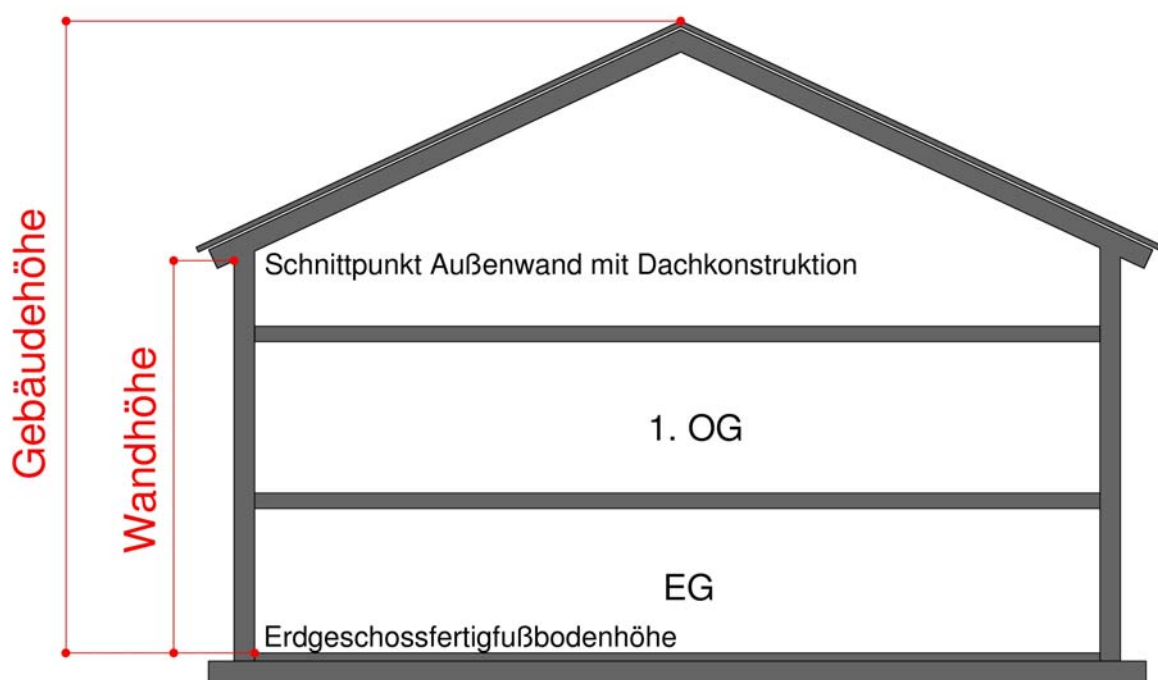 Gebäudehöhe
Wandhöhe
Schnittpunkt Außenwand mit Dachkonstruktion
1. OG
EG
Erdgeschossfertigfußbodenhöhe